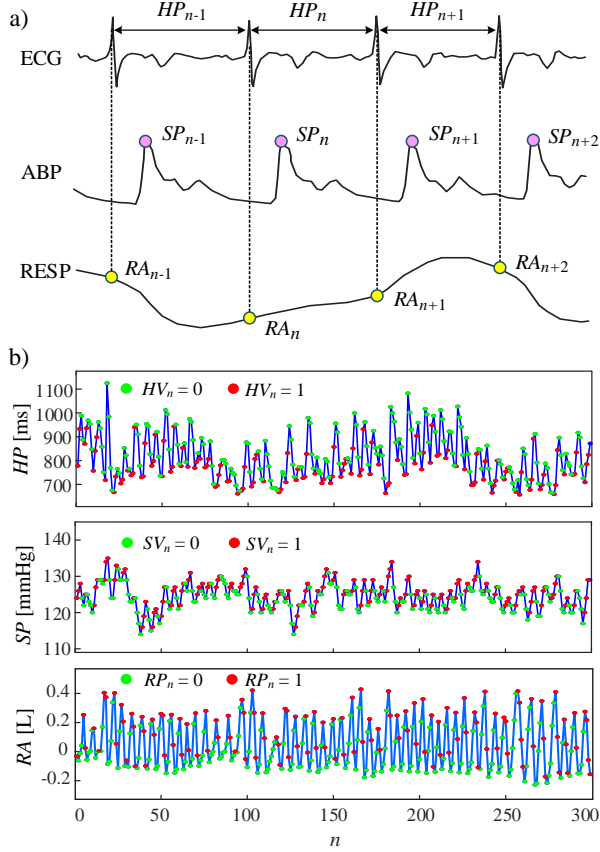 a)
HPn-1 HPn HPn+1
ECG
SPn-1 SPn SPn+1 SPn+2
ABP
RESP RAn-1 RAn RAn+1 RAn+2
b)
HP [ms]
HVn = 0 HVn = 1
1100
1000
900
800
700
SP [mmHg]
SVn = 0 SVn = 1
140
130
120
110
RA [L]
RPn = 0 RPn = 1
0.4
0.2
0
-0.2
0 50 100 150 200 250 300
n